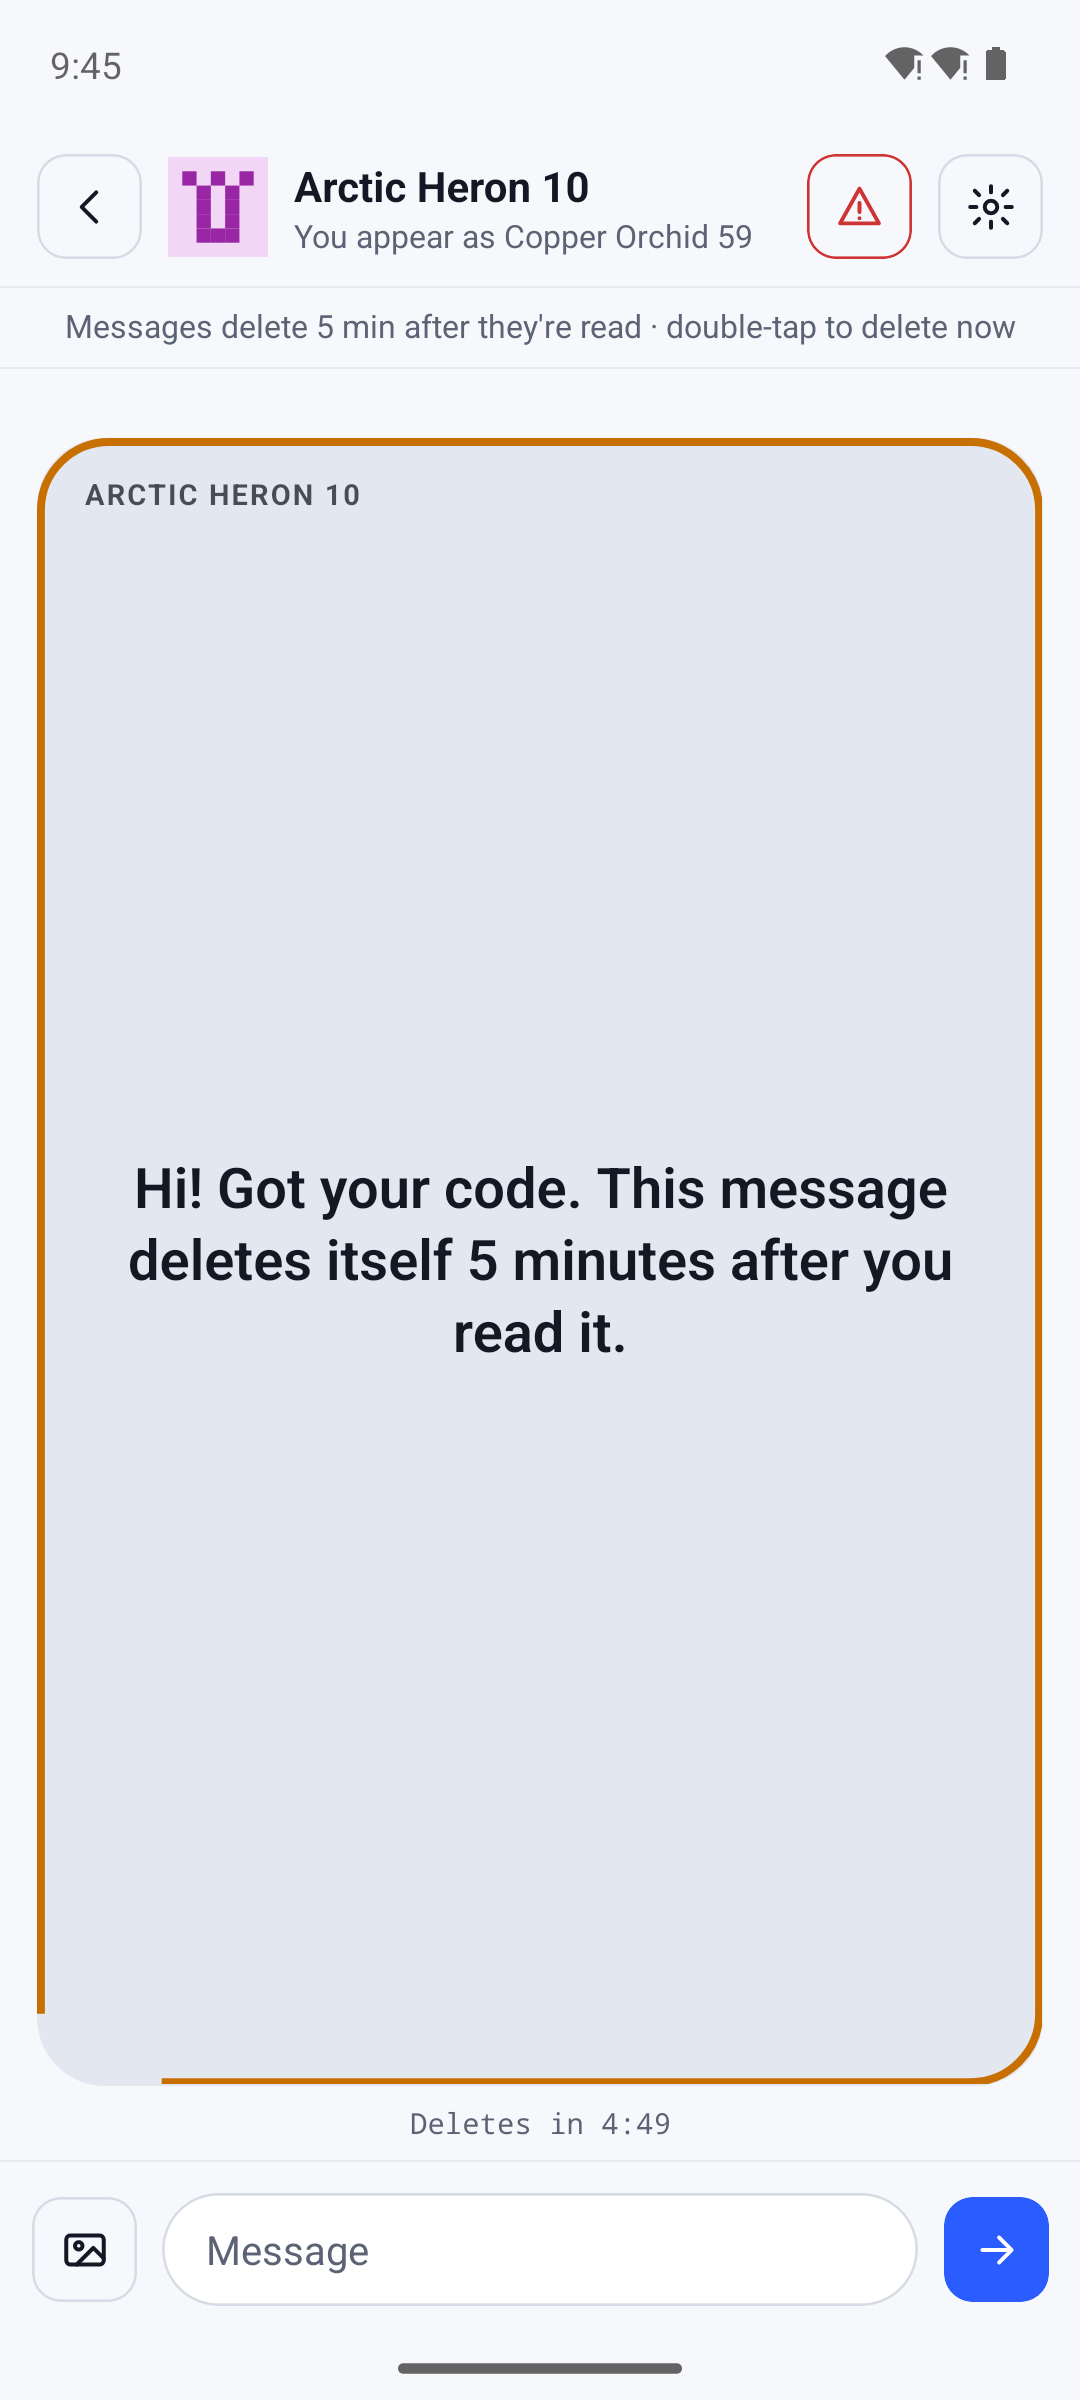 9:45
Arctic Heron 10
You appear as Copper Orchid 59
Messages delete 5 min after they're read · double-tap to delete now
ARCTIC HERON 10
Hi! Got your code. This message
deletes itself 5 minutes after you
read it.
Deletes in 4:49
Message